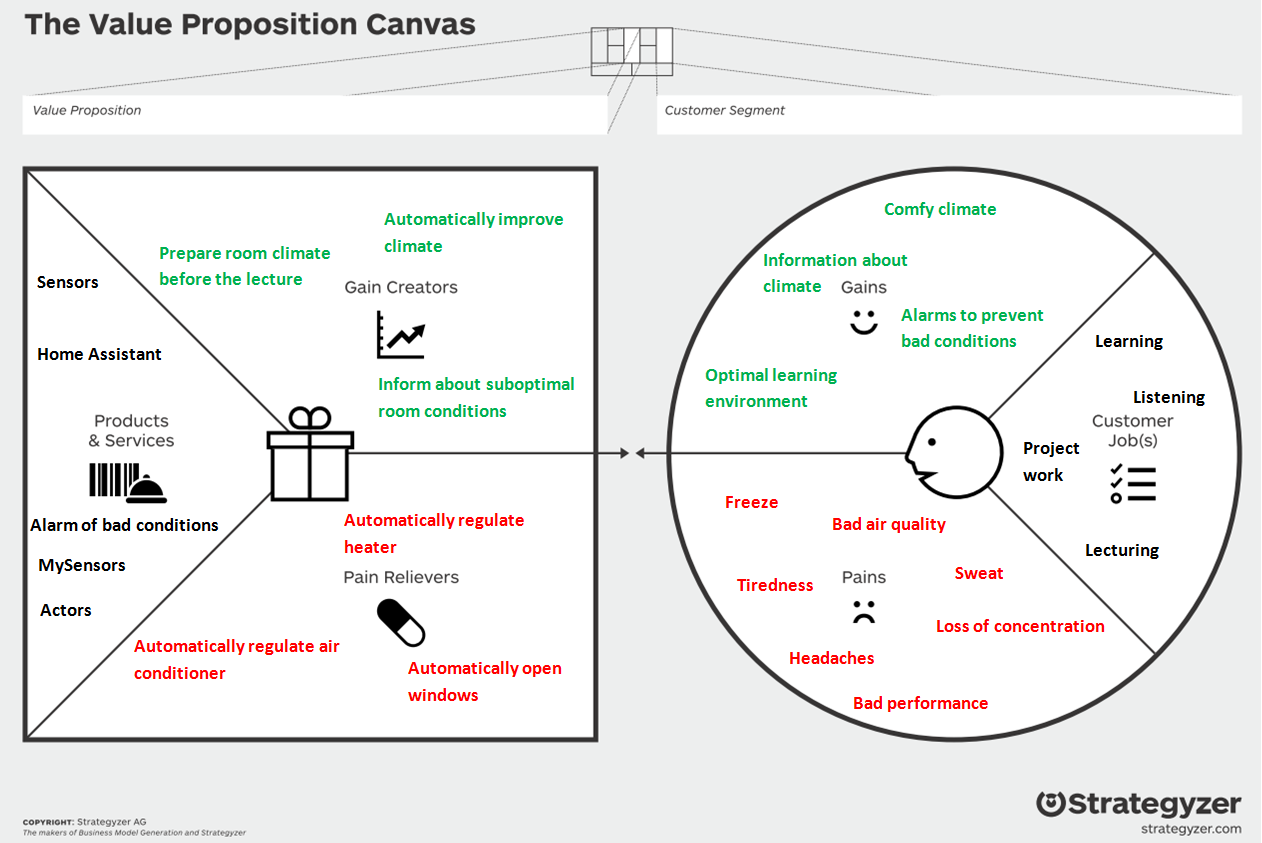 The Value Proposition Canvas
Value Proposition
Customer Segment
Automatically improve
climate
Prepare room climate
before the lecture
Sensors
Gain Creators
Home Assistant
Inform about suboptimal
room conditions
Products
& Services
Alarm of bad conditions
MySensors
Actors
Automatically regulate
heater
Pain Relievers
Automatically regulate air
conditioner
Automatically open
windows
Comfy climate
Information about
climate
Gains
Alarms to prevent
bad conditions
Optimal learning
environment
Learning
Listening
Customer
Job(s)
Project
work
Lecturing
Freeze
Bad air quality
Tiredness
Pains
Sweat
Loss of concentration
Headaches
Bad performance
COPYRIGHT: Strategyzer AG
The makers of Business Model Generation and Strategyzer
Strategyzer
strategyzer.com